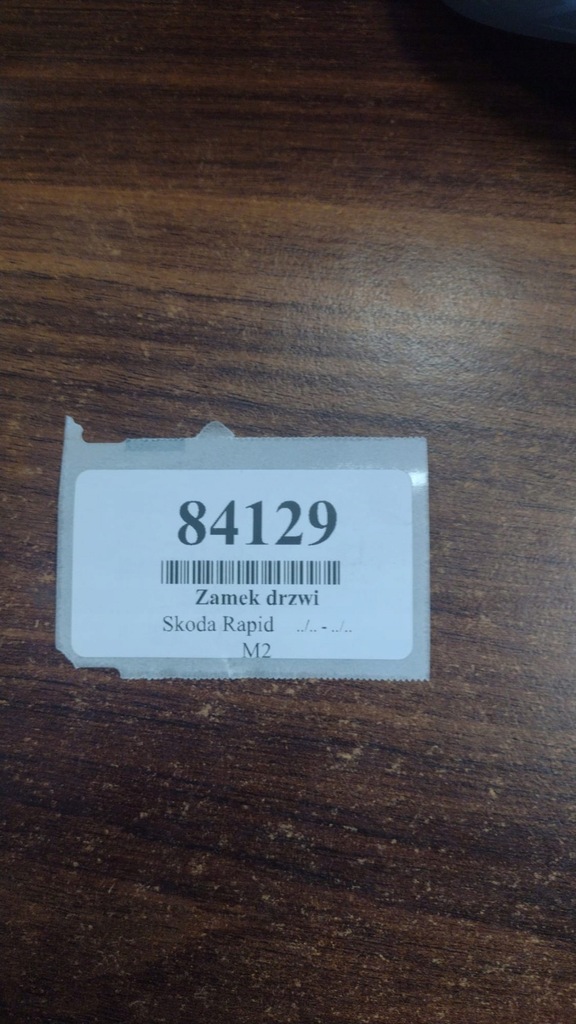 84129
Zamek drzwi
Skoda Rapid ../.. - ../..
M2